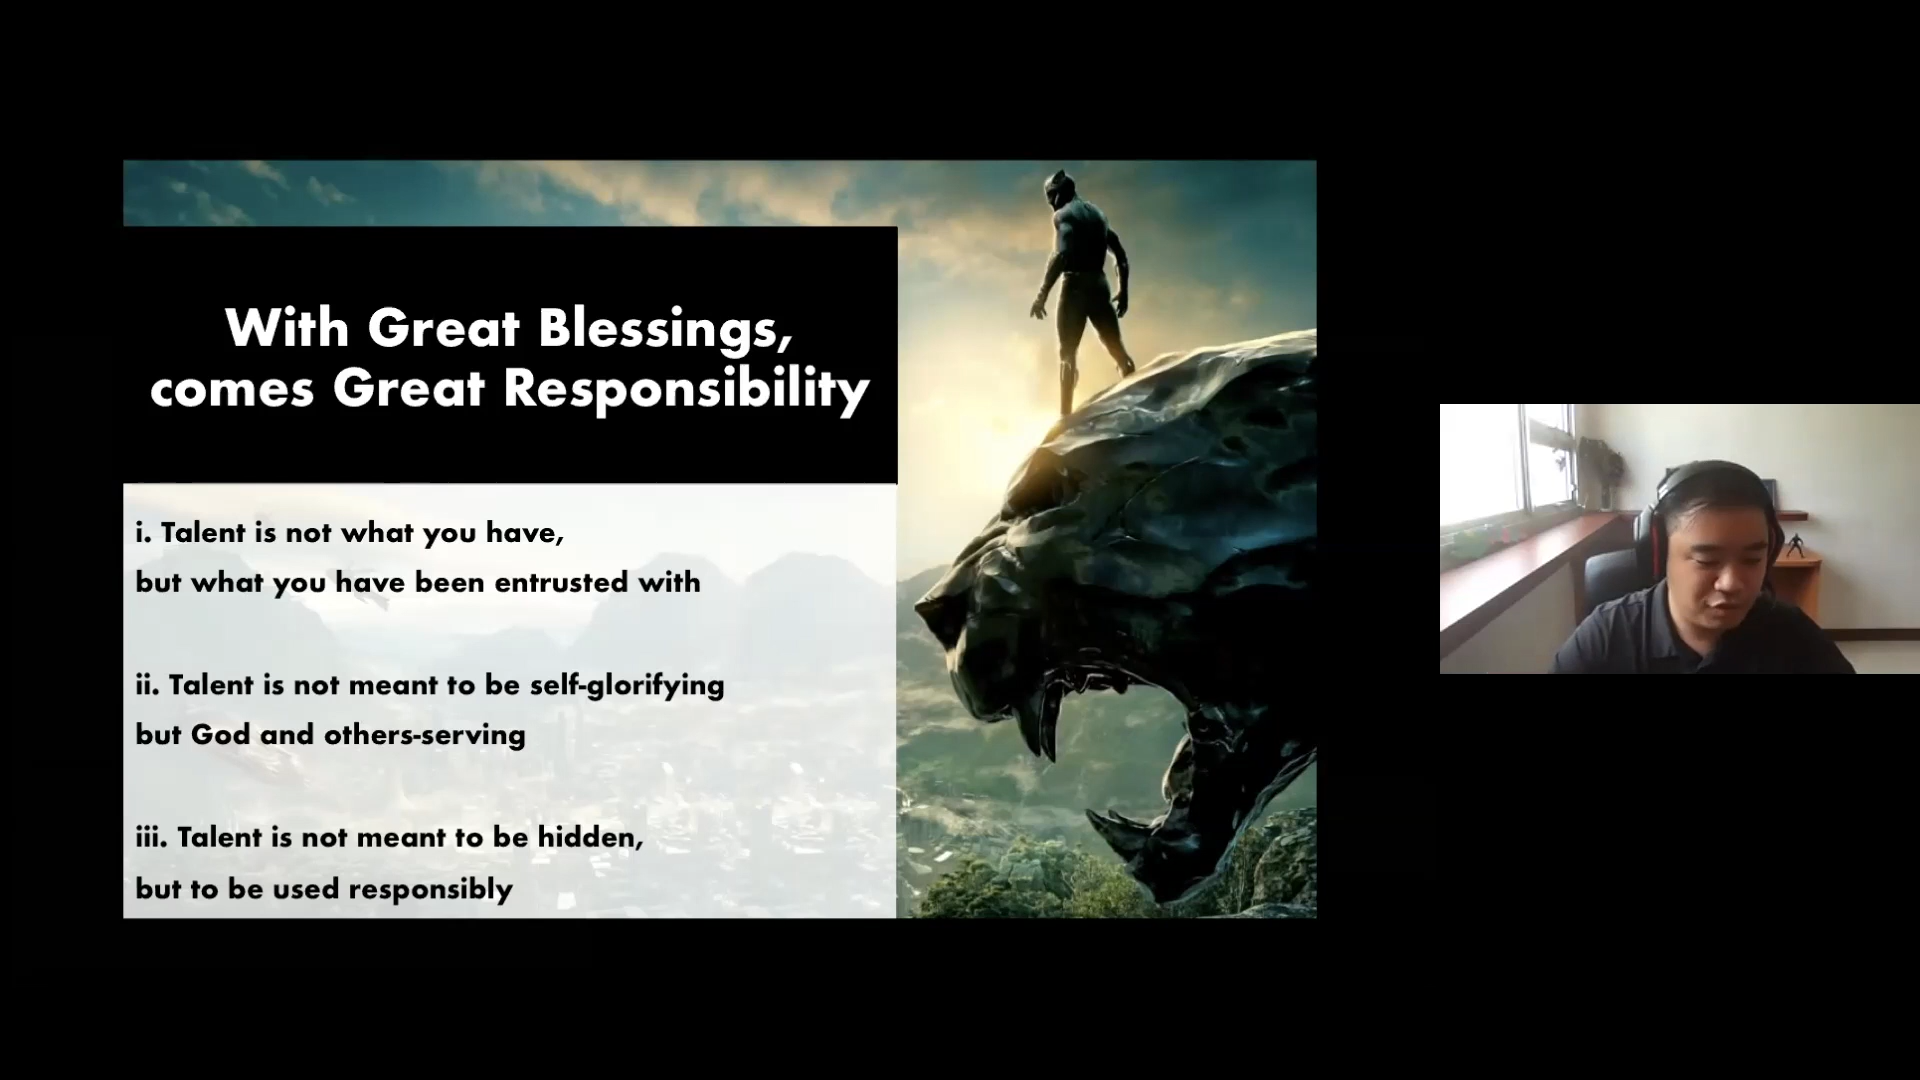 With Great Blessings,
comes Great Responsibility
i. Talent is not what you have,
but what you have been entrusted with
ii. Talent is not meant to be self-glorifying
but God and others-serving
iii. Talent is not meant to be hidden,
but to be used responsibly